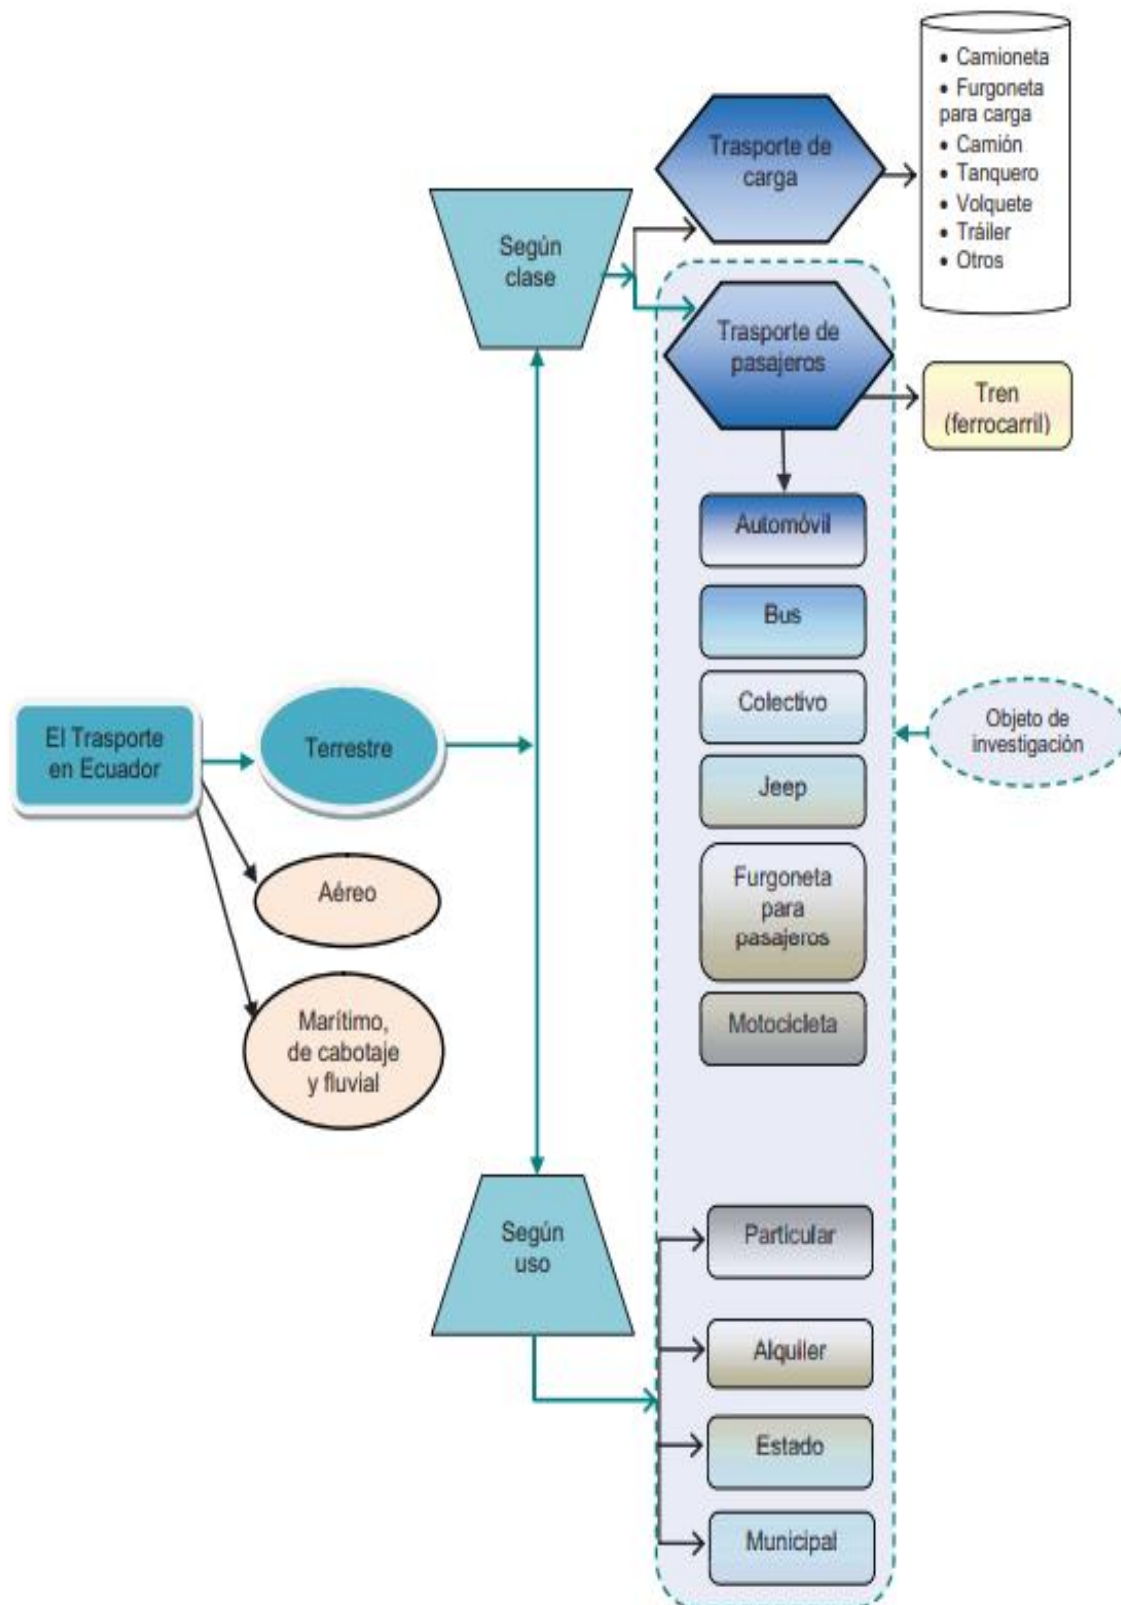 • Camioneta
• Furgoneta
para carga
• Camión
• Tanquero
• Volquete
• Tráiler
• Otros
Trasporte de
carga
Según
clase
Trasporte de
pasajeros
Tren
(ferrocarril)
Automóvil
Bus
Colectivo
Jeep
Furgoneta
para
pasajeros
Motocicleta
Objeto de
investigación
El Trasporte
en Ecuador
Terrestre
Aéreo
Marítimo,
de cabotaje
y fluvial
Según
uso
Particular
Alquiler
Estado
Municipal